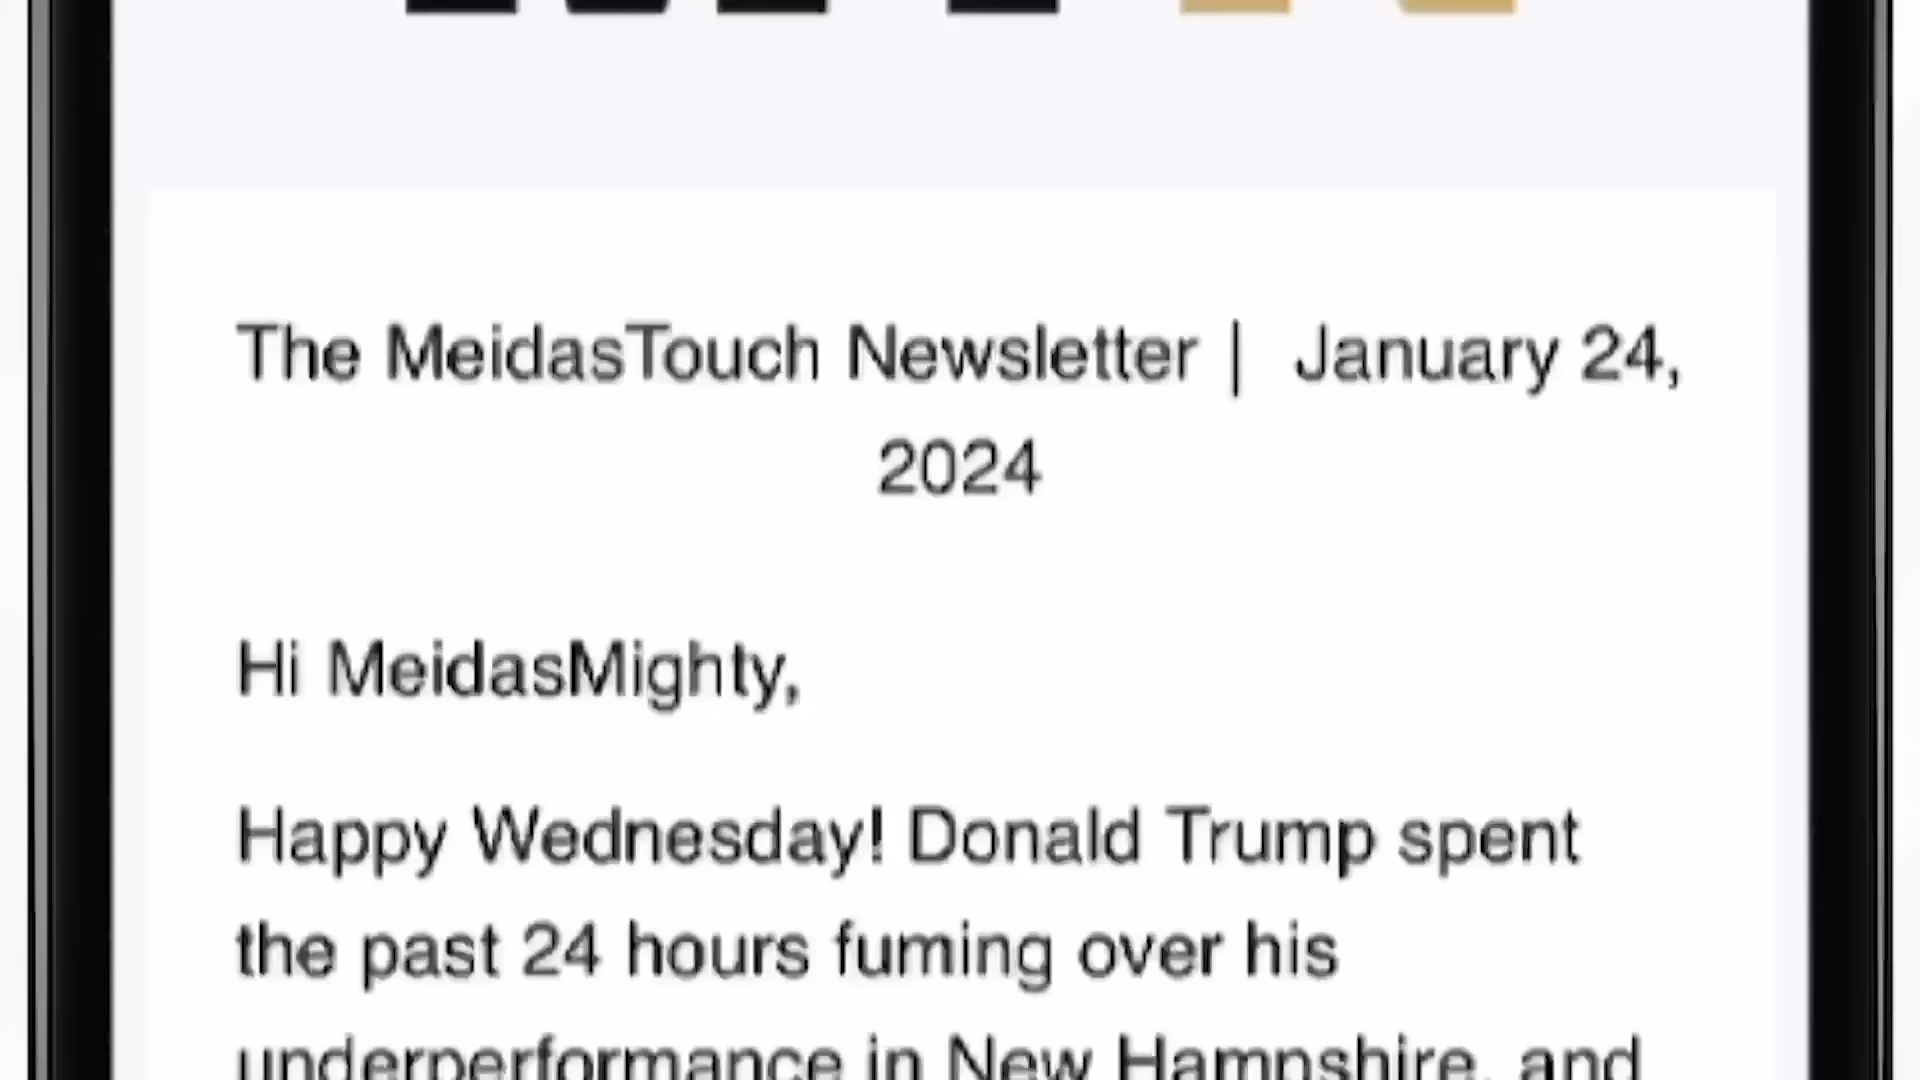 The MeidasTouch Newsletter | January 24,
2024
Hi MeidasMighty,
Happy Wednesday! Donald Trump spent
the past 24 hours fuming over his
underperformance in New Hampshire, and